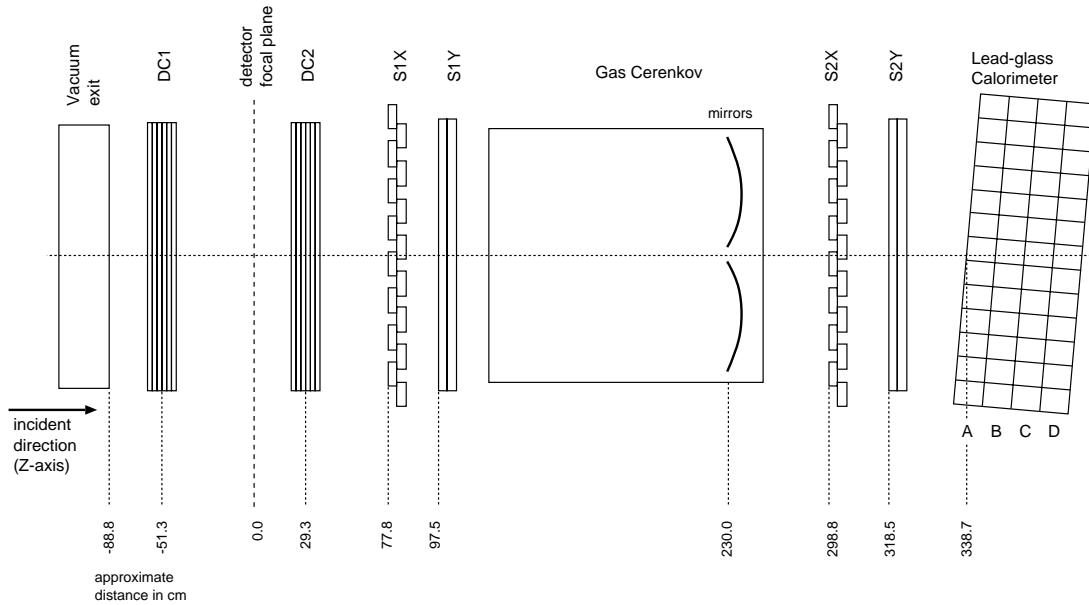 Vacuum
exit
DC1
detector
focal plane
DC2
S1X
S1Y
Gas Cerenkov
mirrors
S2X
S2Y
Lead-glass
Calorimeter
A B C D
incident
direction
(Z-axis)
-88.8
-51.3
0.0
29.3
77.8
97.5
230.0
298.8
318.5
338.7
approximate
distance in cm